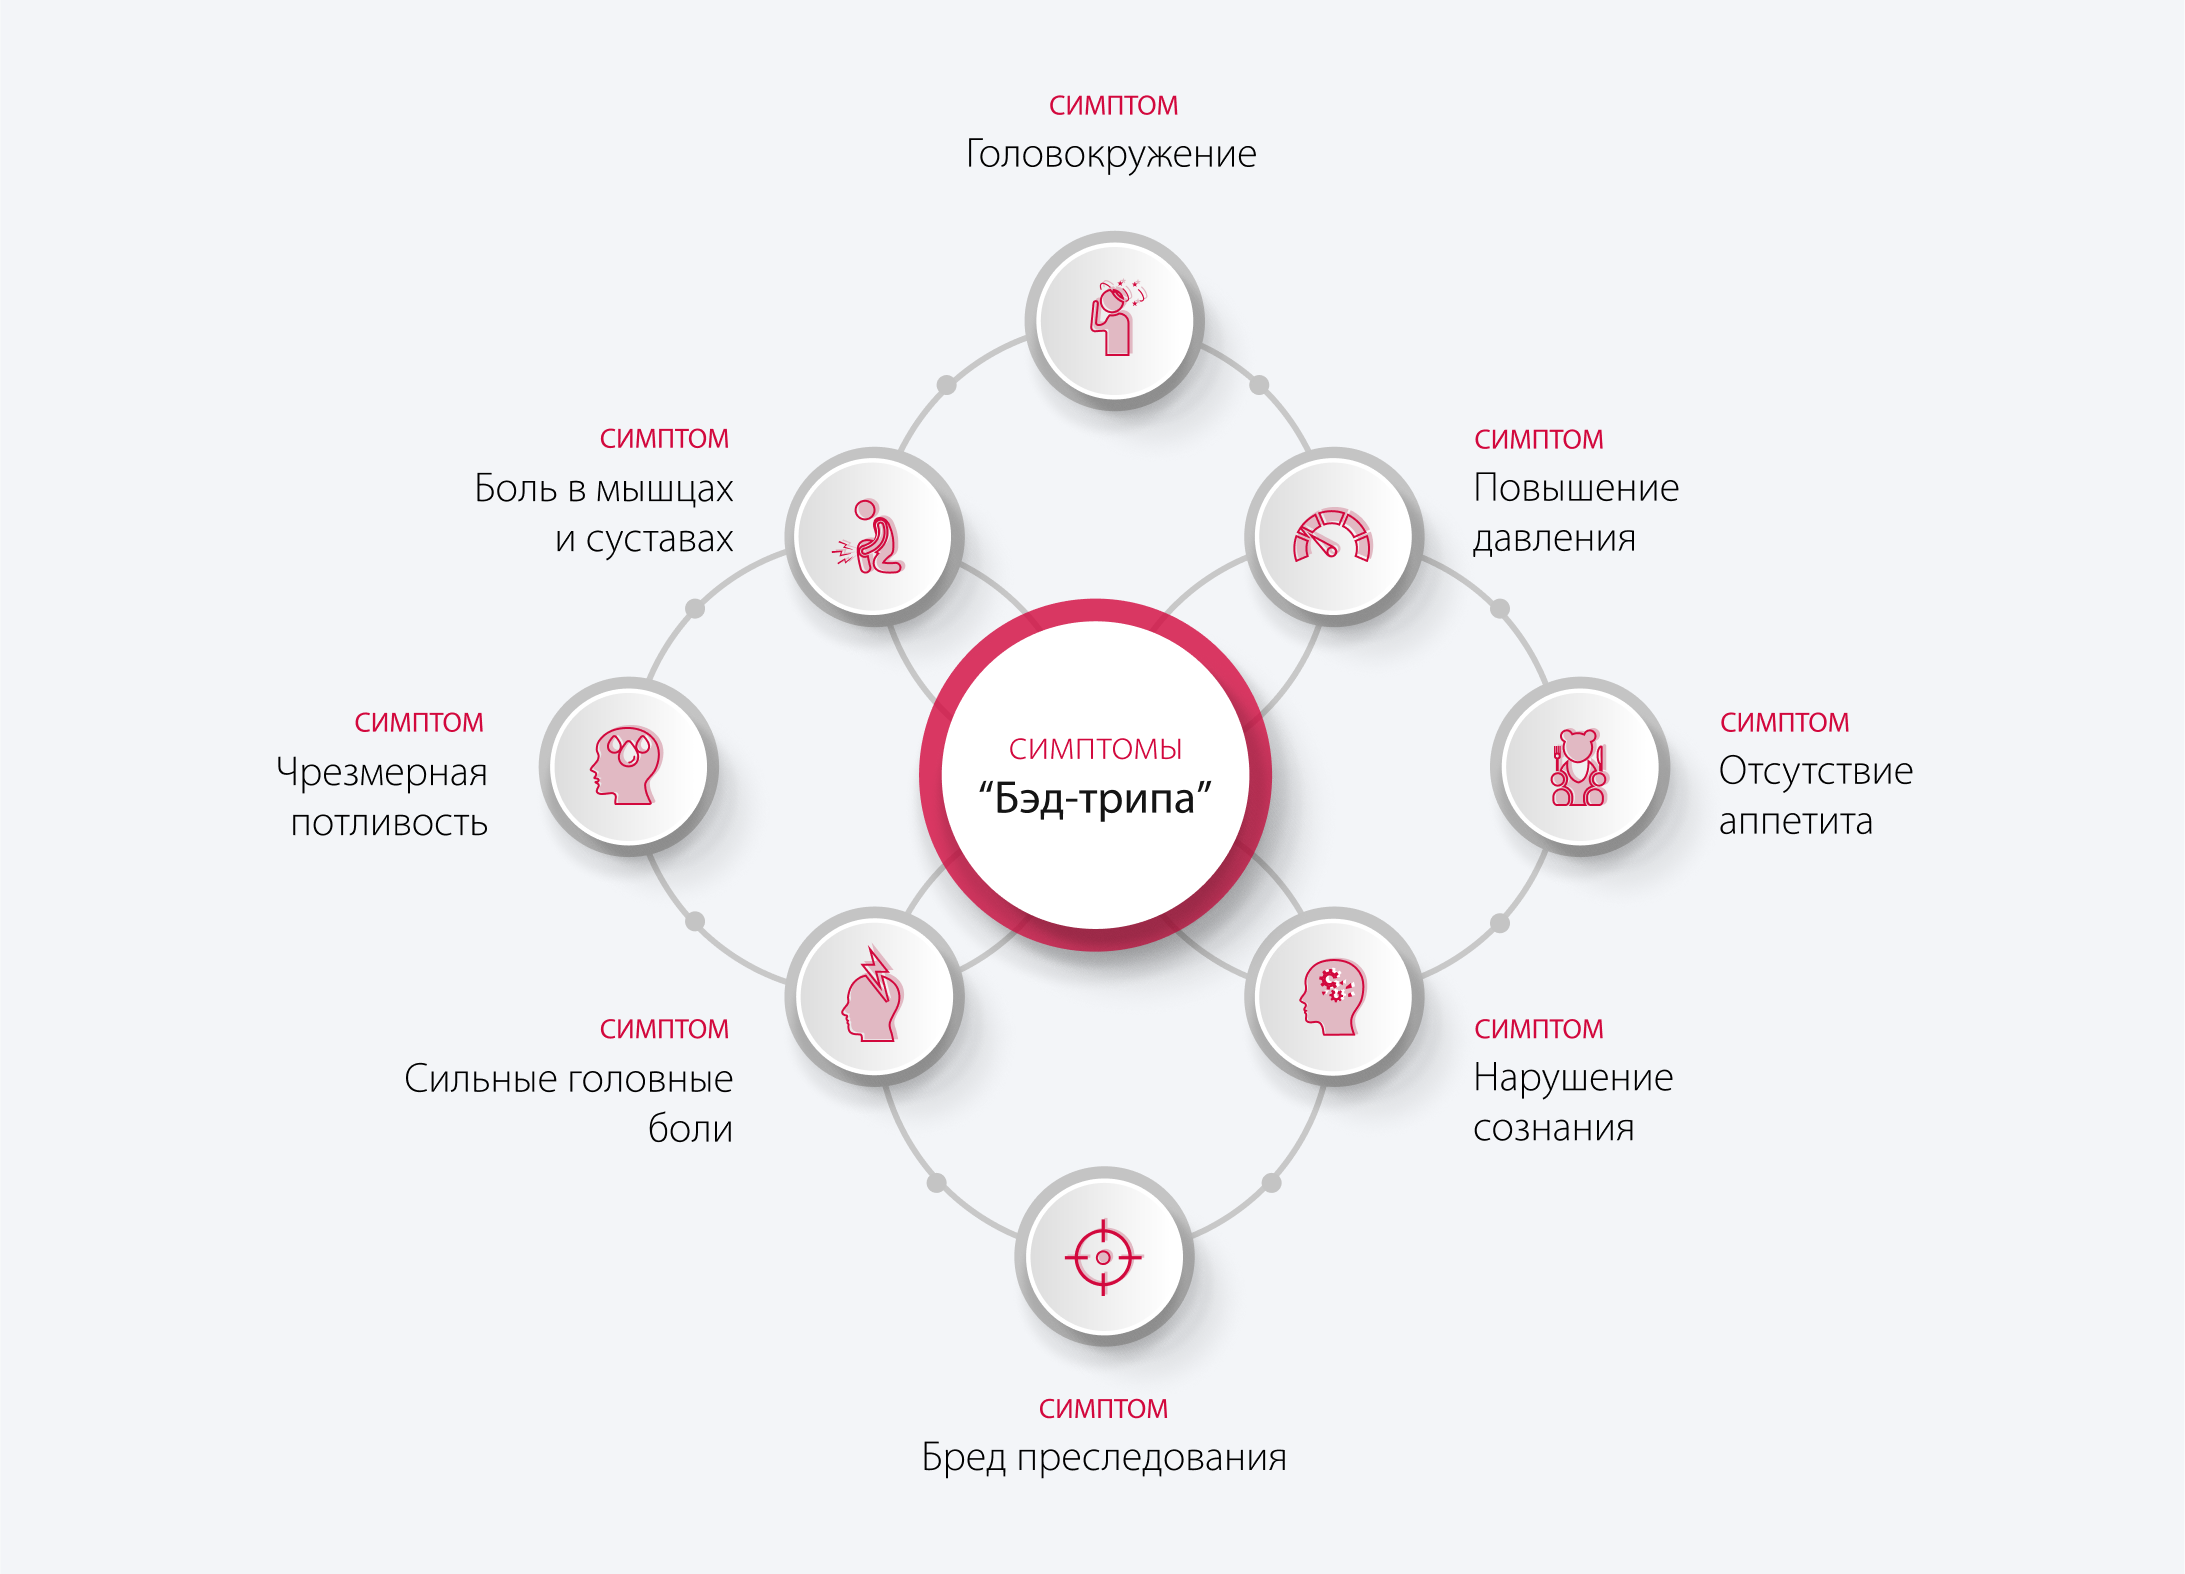 СИМПТОМ
Головокружение
СИМПТОМ
Боль в мышцах
и суставах
СИМПТОМ
Повышение
давления
СИМПТОМ
Чрезмерная
потливость
СИМПТОМЫ
“Бэд-трипа”
СИМПТОМ
Отсутствие
аппетита
СИМПТОМ
Сильные головные
боли
СИМПТОМ
Нарушение
сознания
СИМПТОМ
Бред преследования